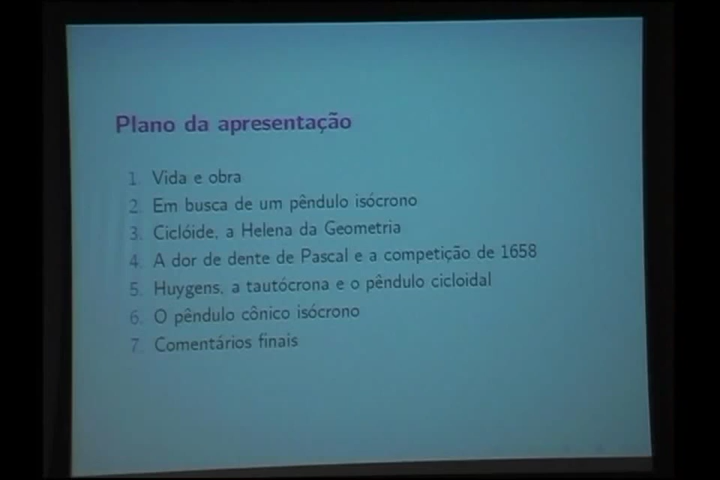 Plano da apresentação
1. Vida e obra
2. Em busca de um pêndulo isócrono
3. Ciclóide, a Helena da Geometria
4. A dor de dente de Pascal e a competição de 1658
5. Huygens, a tautócrona e o pêndulo cicloidal
6. O pêndulo cônico isócrono
7. Comentários finais